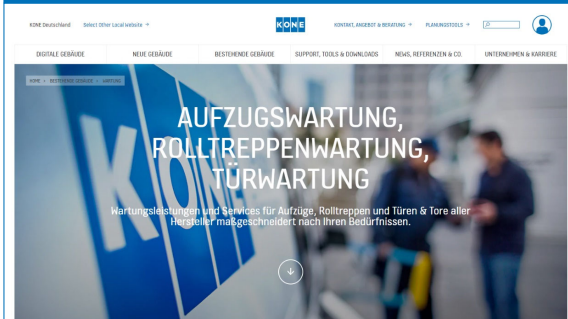 KONE Deutschland Select Other Local Website → KONE KONTAKT, ANGEBOT & BERATUNG → PLANUNGSTOOLS →
DIGITALE GEBÄUDE NEUE GEBÄUDE BESTEHENDE GEBÄUDE SUPPORT, TOOLS & DOWNLOADS NEWS, REFERENZEN & CO. UNTERNEHMEN & KARRIERE
HOME > BESTEHENDE GEBÄUDE > WARTUNG
AUFZUGSWARTUNG,
ROLLTREPPENWARTUNG,
TÜRWARTUNG
Wartungsleistungen und Services für Aufzüge, Rolltreppen und Türen & Tore aller
Hersteller maßgeschneidert nach Ihren Bedürfnissen.